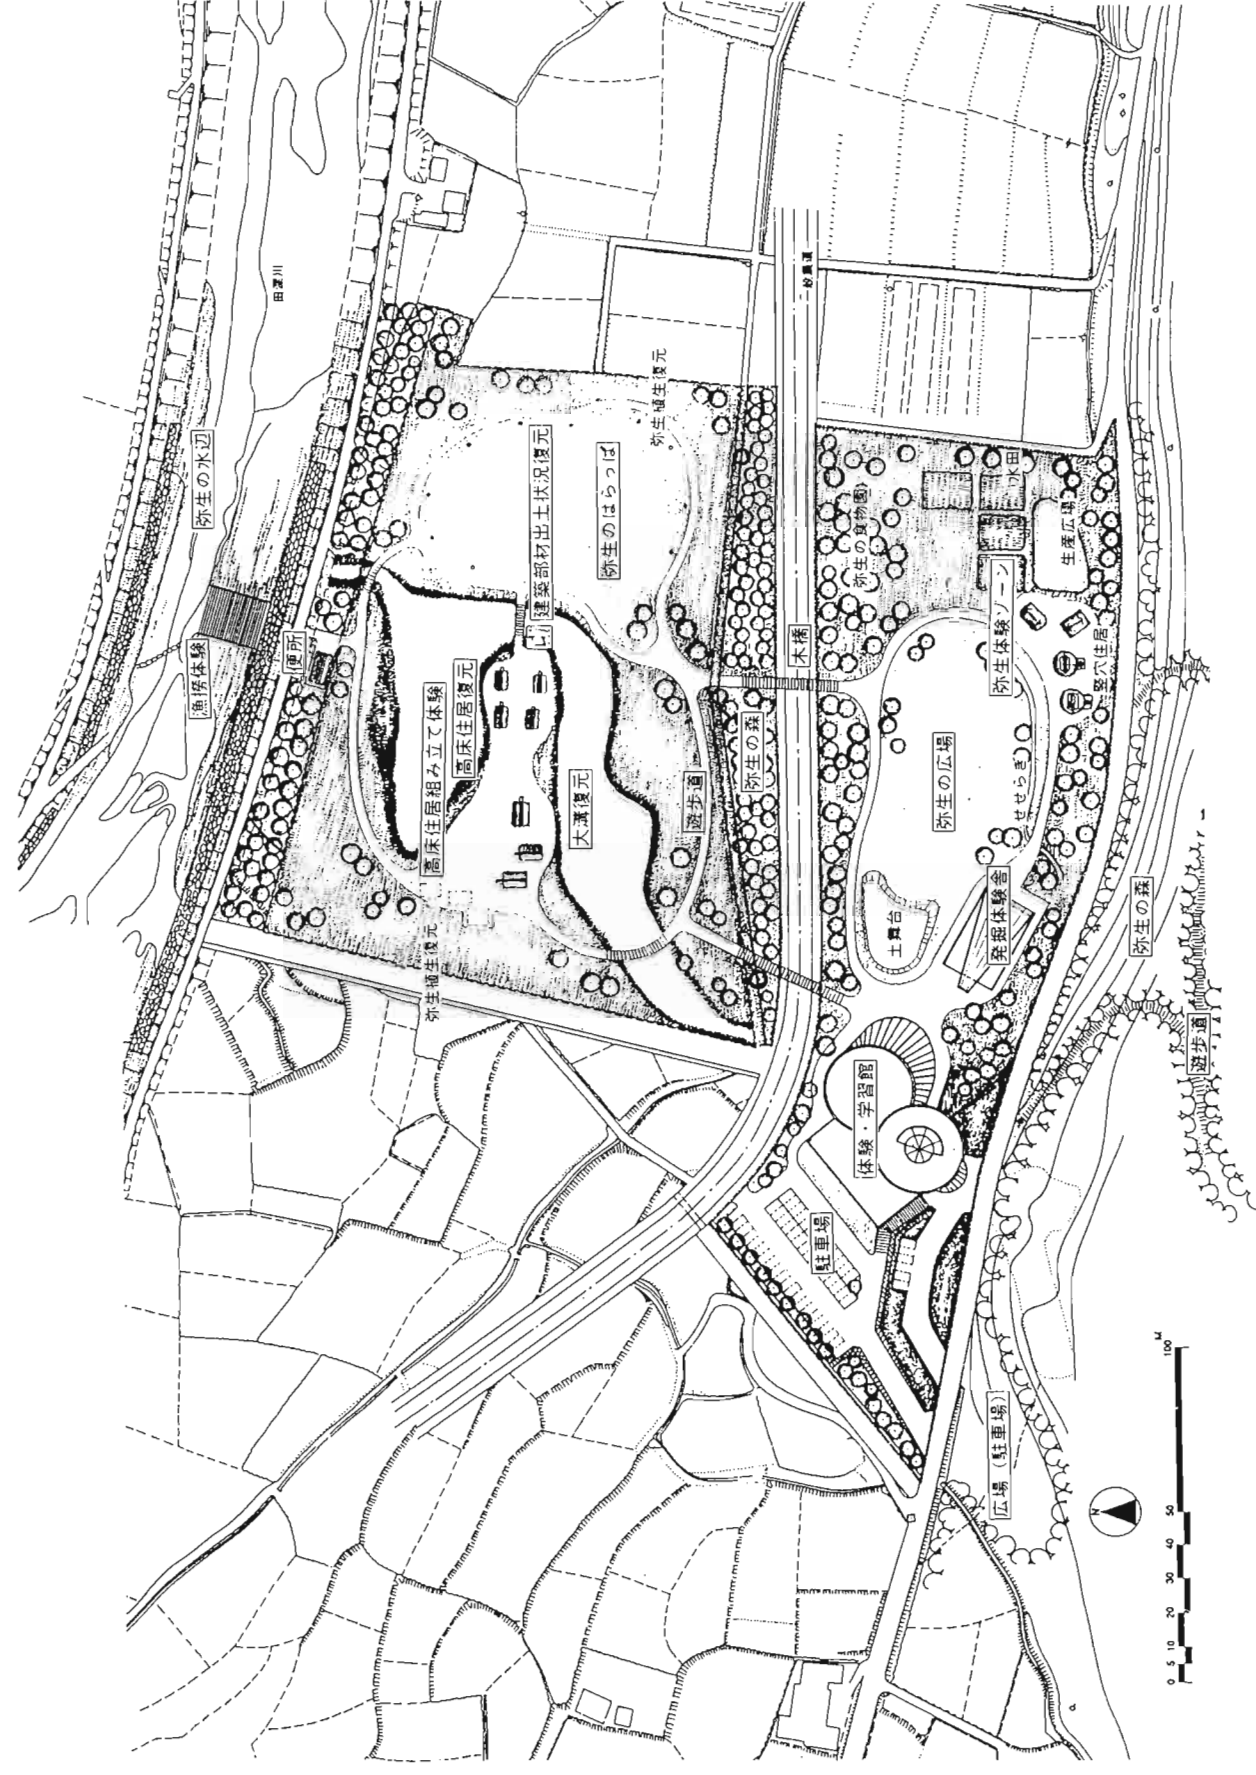 田深川
弥生の水辺
漁撈体験
便所
高床住居組み立て体験
高床住居復元
建築部材出土状況復元
弥生のはらっぱ
弥生植生復元
弥生植生復元
大溝復元
遊歩道
弥生の森
木橋
一般農道
弥生の食物園
水田
生産広場
弥生体験ゾーン
竪穴住居
弥生の広場
せせらぎ
土舞台
発掘体験舎
弥生の森
遊歩道
体験・学習館
駐車場
広場(駐車場)
N
0 5 10 20 30 40 50 100 M